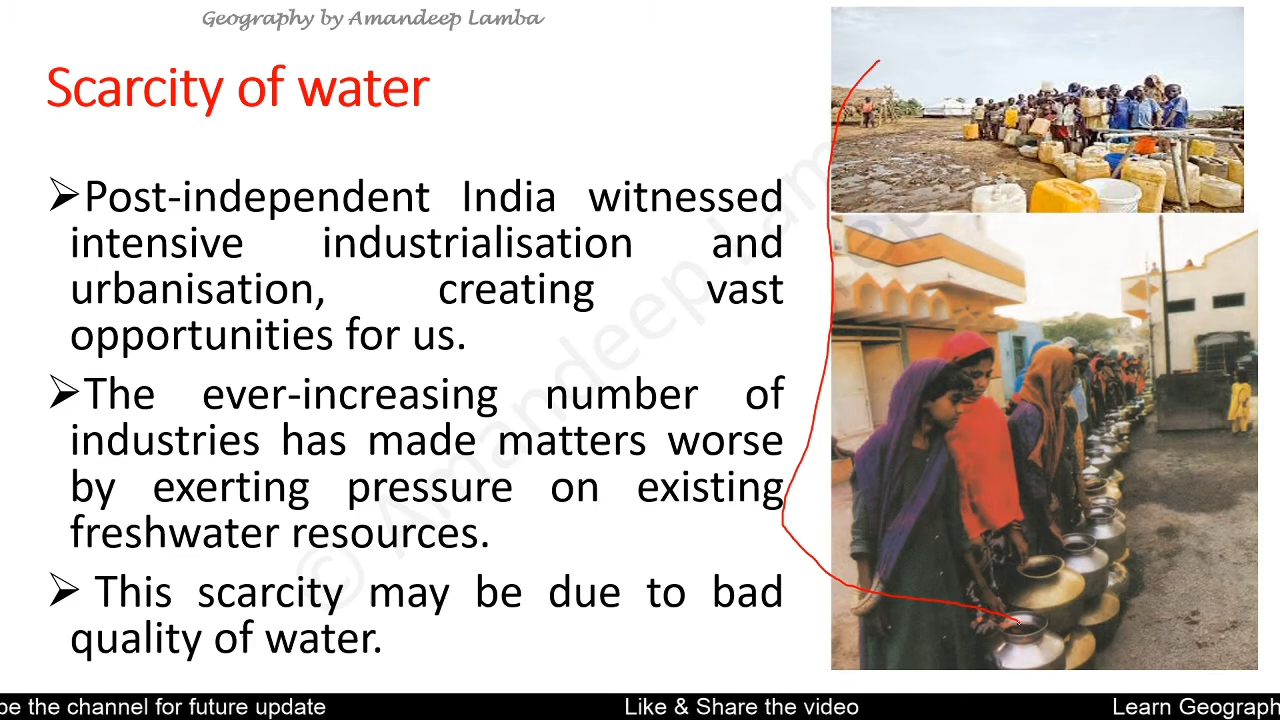 Geography by Amandeep Lamba
Scarcity of water
➢Post-independent India witnessed
intensive industrialisation and
urbanisation, creating vast
opportunities for us.
➢The ever-increasing number of
industries has made matters worse
by exerting pressure on existing
freshwater resources.
➢ This scarcity may be due to bad
quality of water.
© Amandeep Lam
be the channel for future update Like & Share the video Learn Geograph